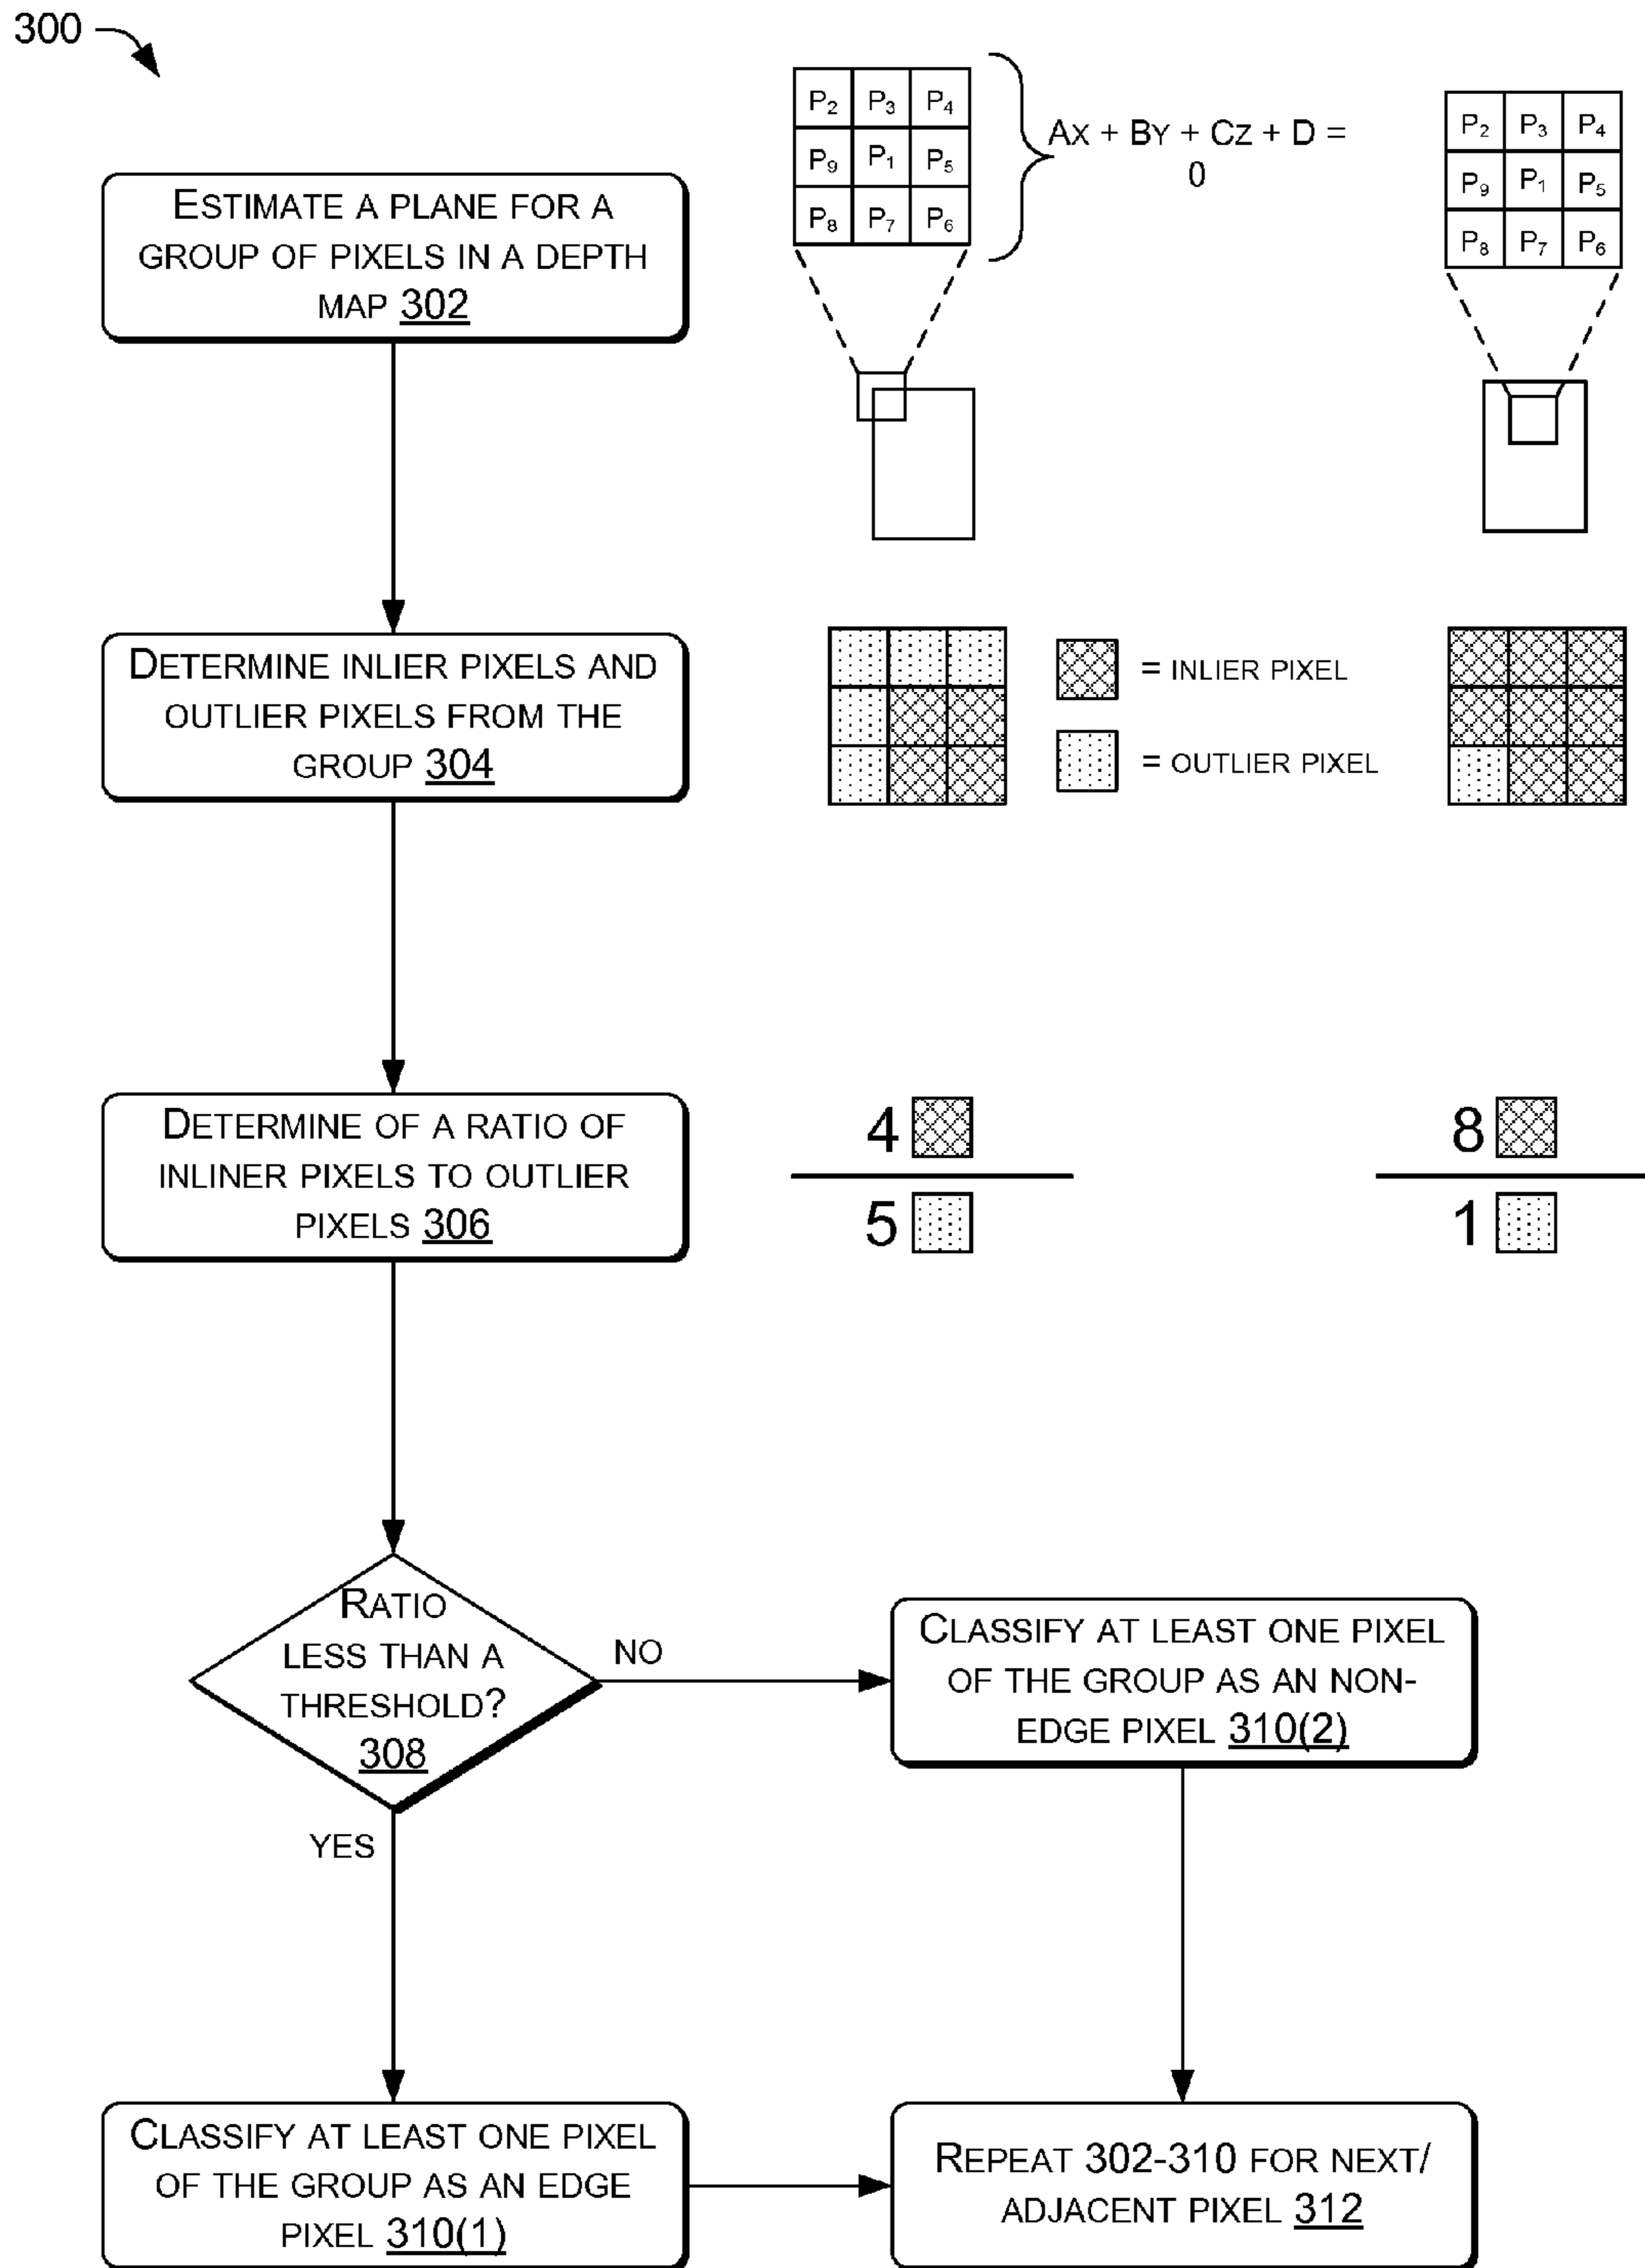 300
P2 P3 P4
P9 P1 P5
P8 P7 P6
AX + BY + CZ + D =
0
P2 P3 P4
P9 P1 P5
P8 P7 P6
ESTIMATE A PLANE FOR A
GROUP OF PIXELS IN A DEPTH
MAP 302
DETERMINE INLIER PIXELS AND
OUTLIER PIXELS FROM THE
GROUP 304
= INLIER PIXEL
= OUTLIER PIXEL
DETERMINE OF A RATIO OF
INLINER PIXELS TO OUTLIER
PIXELS 306
4
5
8
1
RATIO
LESS THAN A
THRESHOLD?
308
NO
YES
CLASSIFY AT LEAST ONE PIXEL
OF THE GROUP AS AN NON-
EDGE PIXEL 310(2)
CLASSIFY AT LEAST ONE PIXEL
OF THE GROUP AS AN EDGE
PIXEL 310(1)
REPEAT 302-310 FOR NEXT/
ADJACENT PIXEL 312